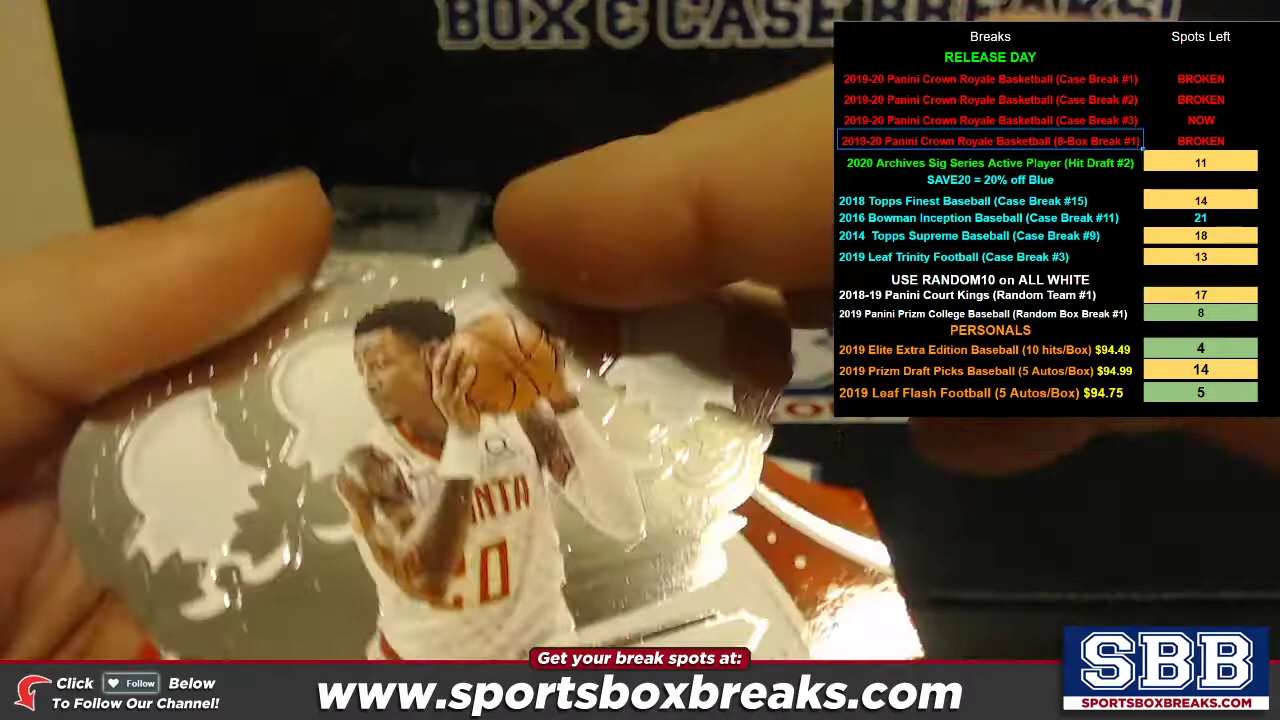 BOX & CASE BREAKS!
Breaks Spots Left
RELEASE DAY
2019-20 Panini Crown Royale Basketball (Case Break #1) BROKEN
2019-20 Panini Crown Royale Basketball (Case Break #2) BROKEN
2019-20 Panini Crown Royale Basketball (Case Break #3) NOW
2019-20 Panini Crown Royale Basketball (8-Box Break #1) BROKEN
2020 Archives Sig Series Active Player (Hit Draft #2) 11
SAVE20 = 20% off Blue
2018 Topps Finest Baseball (Case Break #15) 14
2016 Bowman Inception Baseball (Case Break #11) 21
2014 Topps Supreme Baseball (Case Break #9) 18
2019 Leaf Trinity Football (Case Break #3) 13
USE RANDOM10 on ALL WHITE
2018-19 Panini Court Kings (Random Team #1) 17
2019 Panini Prizm College Baseball (Random Box Break #1) 8
PERSONALS
2019 Elite Extra Edition Baseball (10 hits/Box) $94.49 4
2019 Prizm Draft Picks Baseball (5 Autos/Box) $94.99 14
2019 Leaf Flash Football (5 Autos/Box) $94.75 5
Get your break spots at:
Click Follow Below
To Follow Our Channel!
www.sportsboxbreaks.com
SBB
SPORTSBOXBREAKS.COM